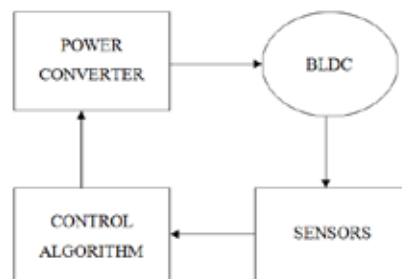 POWER
CONVERTER
BLDC
CONTROL
ALGORITHM
SENSORS